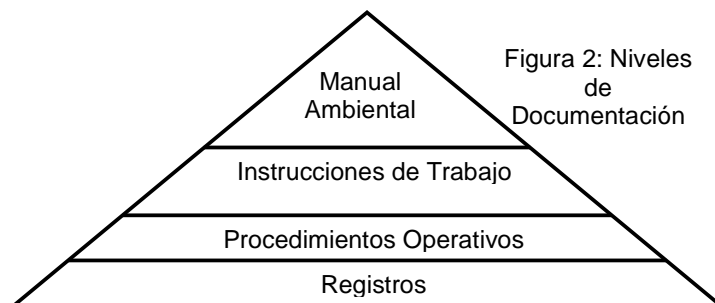 Manual
Ambiental
Figura 2: Niveles
de
Documentación
Instrucciones de Trabajo
Procedimientos Operativos
Registros